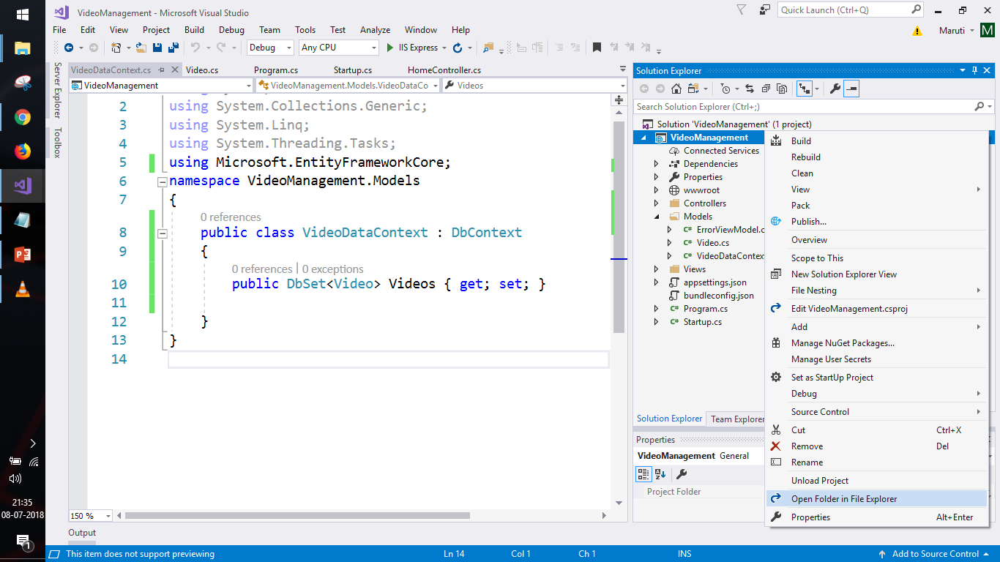 VideoManagement - Microsoft Visual Studio
Quick Launch (Ctrl+Q)
File Edit View Project Build Debug Team Tools Test Analyze Window Help
Maruti M
Debug Any CPU IIS Express
Server Explorer
Toolbox
VideoDataContext.cs Video.cs Program.cs Startup.cs HomeController.cs
VideoManagement VideoManagement.Models.VideoDataCo Videos
2 using System.Collections.Generic;
3 using System.Linq;
4 using System.Threading.Tasks;
5 using Microsoft.EntityFrameworkCore;
6 namespace VideoManagement.Models
7 {
0 references
8 public class VideoDataContext : DbContext
9 {
0 references | 0 exceptions
10 public DbSet<Video> Videos { get; set; }
11
12 }
13 }
14
150 %
Output
Solution Explorer
Search Solution Explorer (Ctrl+;)
Solution 'VideoManagement' (1 project)
VideoManagement
Connected Services
Dependencies
Properties
wwwroot
Controllers
Models
C# ErrorViewModel.c
C# Video.cs
C# VideoDataContext
Views
appsettings.json
bundleconfig.json
C# Program.cs
C# Startup.cs
Solution Explorer Team Explorer
Properties
VideoManagement General
Project Folder
Build
Rebuild
Clean
View
Pack
Publish...
Overview
Scope to This
New Solution Explorer View
File Nesting
Edit VideoManagement.csproj
Add
Manage NuGet Packages...
Manage User Secrets
Set as StartUp Project
Debug
Source Control
Cut Ctrl+X
Remove Del
Rename
Unload Project
Open Folder in File Explorer
Properties Alt+Enter
21:35
08-07-2018
1
This item does not support previewing Ln 14 Col 1 Ch 1 INS Add to Source Control